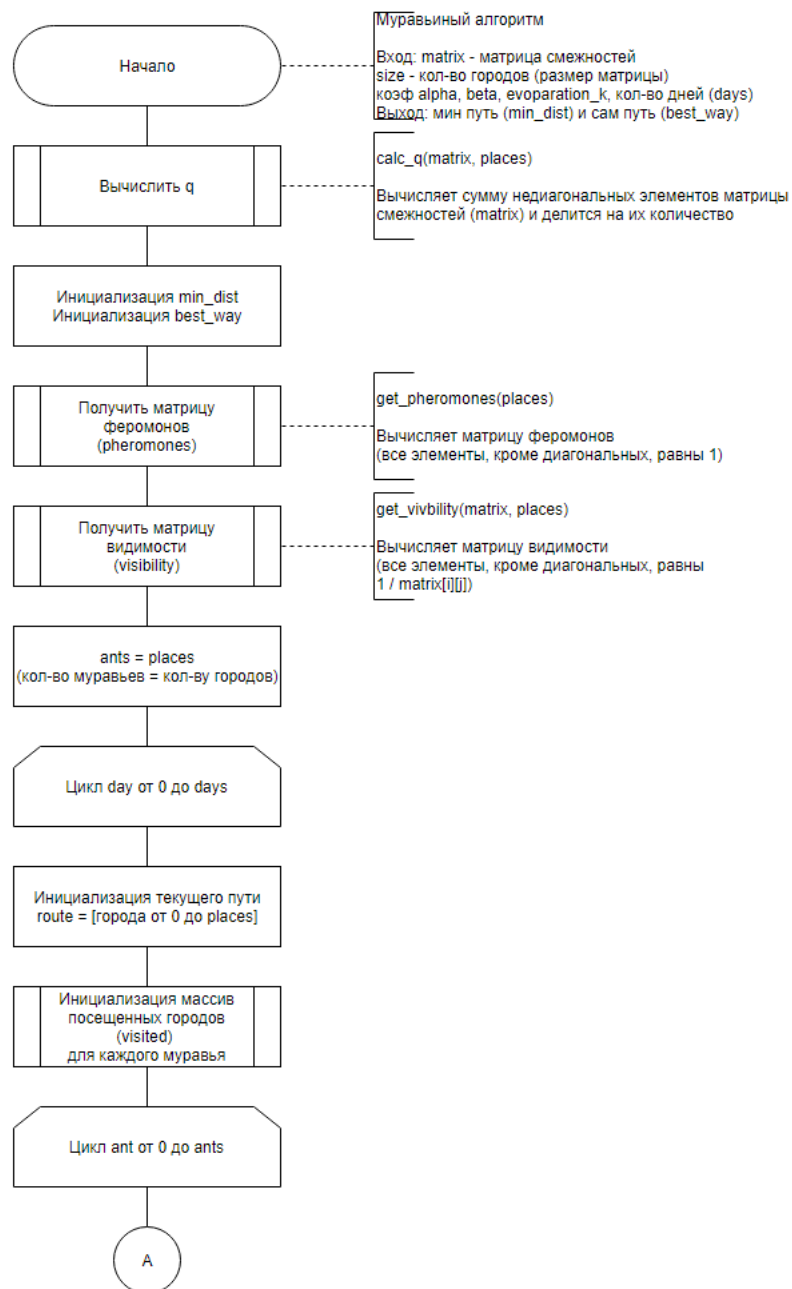 Начало
Муравьиный алгоритм
Вход: matrix - матрица смежностей
size - кол-во городов (размер матрицы)
коэф alpha, beta, evoparation_k, кол-во дней (days)
Выход: мин путь (min_dist) и сам путь (best_way)
Вычислить q
calc_q(matrix, places)
Вычисляет сумму недиагональных элементов матрицы
смежностей (matrix) и делится на их количество
Инициализация min_dist
Инициализация best_way
Получить матрицу
феромонов
(pheromones)
get_pheromones(places)
Вычисляет матрицу феромонов
(все элементы, кроме диагональных, равны 1)
Получить матрицу
видимости
(visibility)
get_vivbility(matrix, places)
Вычисляет матрицу видимости
(все элементы, кроме диагональных, равны
1 / matrix[i][j])
ants = places
(кол-во муравьев = кол-ву городов)
Цикл day от 0 до days
Инициализация текущего пути
route = [города от 0 до places]
Инициализация массив
посещенных городов
(visited)
для каждого муравья
Цикл ant от 0 до ants
A